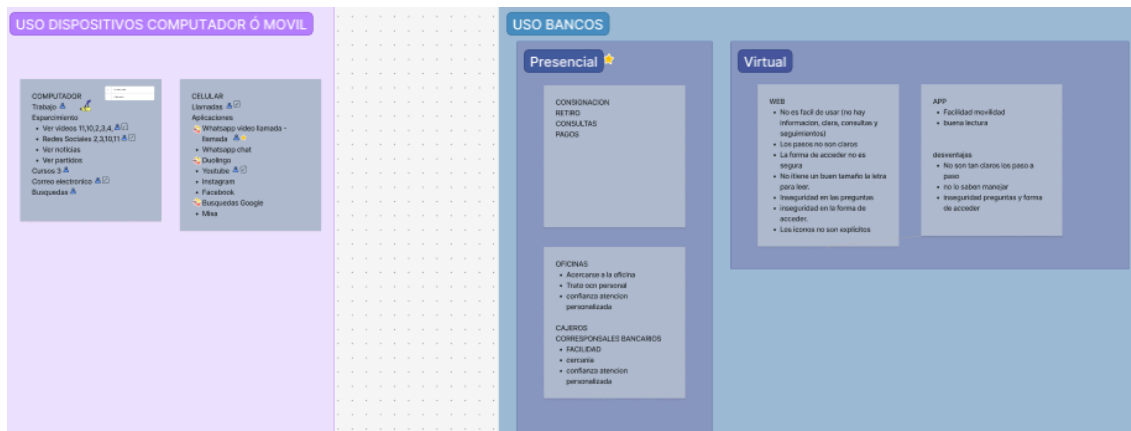 USO DISPOSITIVOS COMPUTADOR Ó MOVIL
COMPUTADOR
Trabajo
Esparcimiento
Ver videos 11,10,2,3,4,
Redes Sociales 2,3,10,11
Ver noticias
Ver partidos
Cursos 3
Correo electronico
Busquedas
CELULAR
Llamadas
Aplicaciones:
Whatsapp video llamada -
llamada
Whatsapp chat
Duolingo
Youtube
Instagram
Facebook
Busquedas Google
Misa
USO BANCOS
Presencial
CONSIGNACION
RETIRO
CONSULTAS
PAGOS
OFICINAS
Acercarse a la oficina
Trato ocn personal
confianza atencion
personalizada
CAJEROS
CORRESPONSALES BANCARIOS
FACILIDAD
cercania
confianza atencion
personalizada
Virtual
WEB
No es facil de usar (no hay
informacion, clara, consultas y
seguimientos)
Los pasos no son claros
La forma de acceder no es
segura
No itiene un buen tamaño la letra
para leer.
Inseguridad en las preguntas
inseguridad en la forma de
acceder.
Los iconos no son explicitos
APP
Facilidad movilidad
buena lectura
desventajas
No son tan claros los paso a
paso
no lo saben manejar
Inseguridad preguntas y forma
de acceder